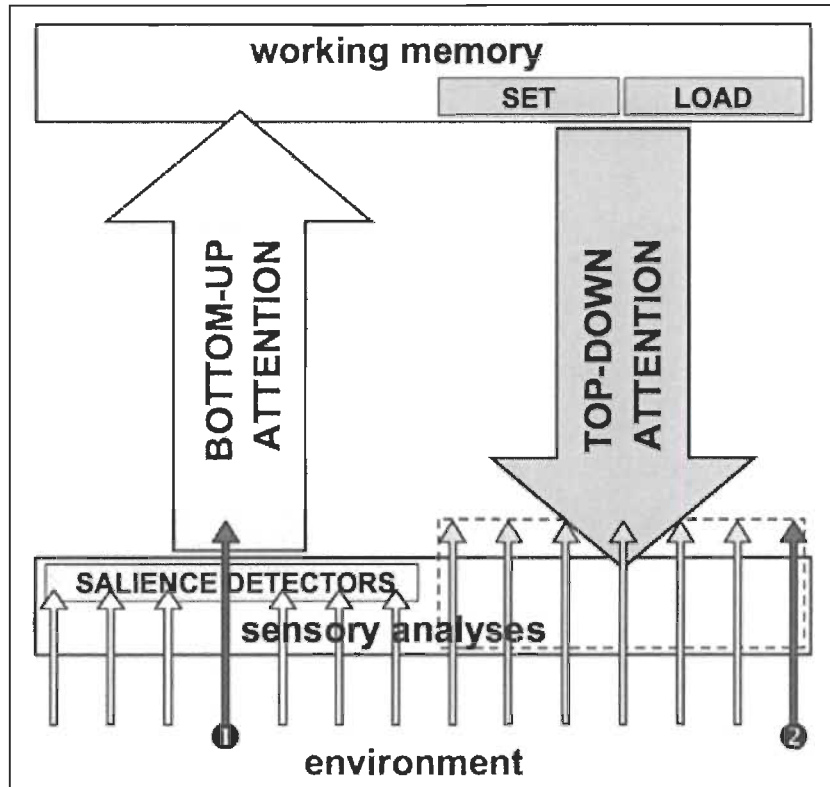 working memory
SET
LOAD
BOTTOM-UP
ATTENTION
TOP-DOWN
ATTENTION
SALIENCE DETECTORS
sensory analyses
1
2
environment